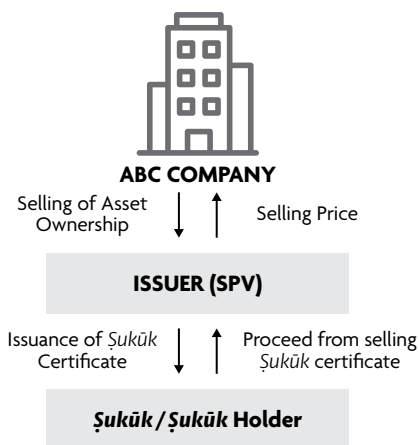 ABC COMPANY
Selling of Asset
Ownership
Selling Price
ISSUER (SPV)
Issuance of Ṣukūk
Certificate
Proceed from selling
Ṣukūk certificate
Ṣukūk / Ṣukūk Holder